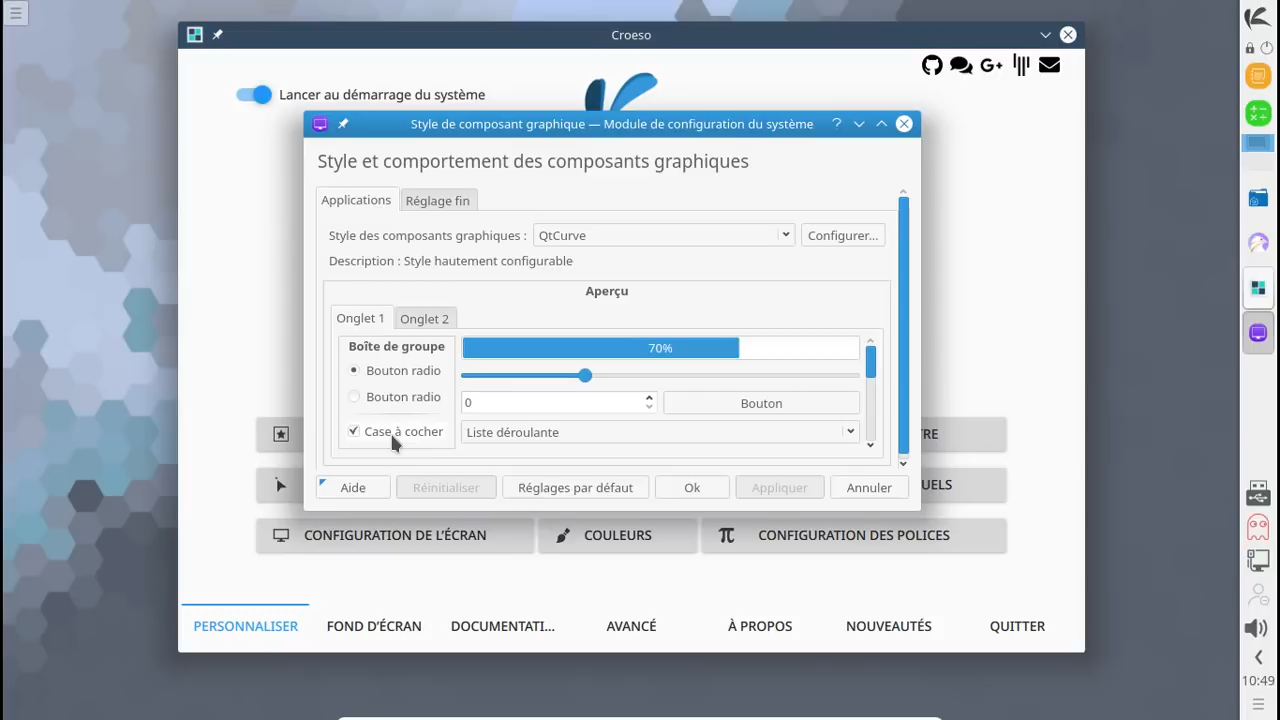 Croeso
Lancer au démarrage du système
Style de composant graphique — Module de configuration du système
Style et comportement des composants graphiques
Applications
Réglage fin
Style des composants graphiques :
QtCurve
Configurer...
Description : Style hautement configurable
Aperçu
Onglet 1
Onglet 2
Boîte de groupe
70%
Bouton radio
Bouton radio
0
Bouton
Case à cocher
Liste déroulante
TRE
Aide
Réinitialiser
Réglages par défaut
Ok
Appliquer
Annuler
UELS
CONFIGURATION DE L'ÉCRAN
COULEURS
CONFIGURATION DES POLICES
PERSONNALISER
FOND D'ÉCRAN
DOCUMENTATI...
AVANCÉ
À PROPOS
NOUVEAUTÉS
QUITTER
10:49